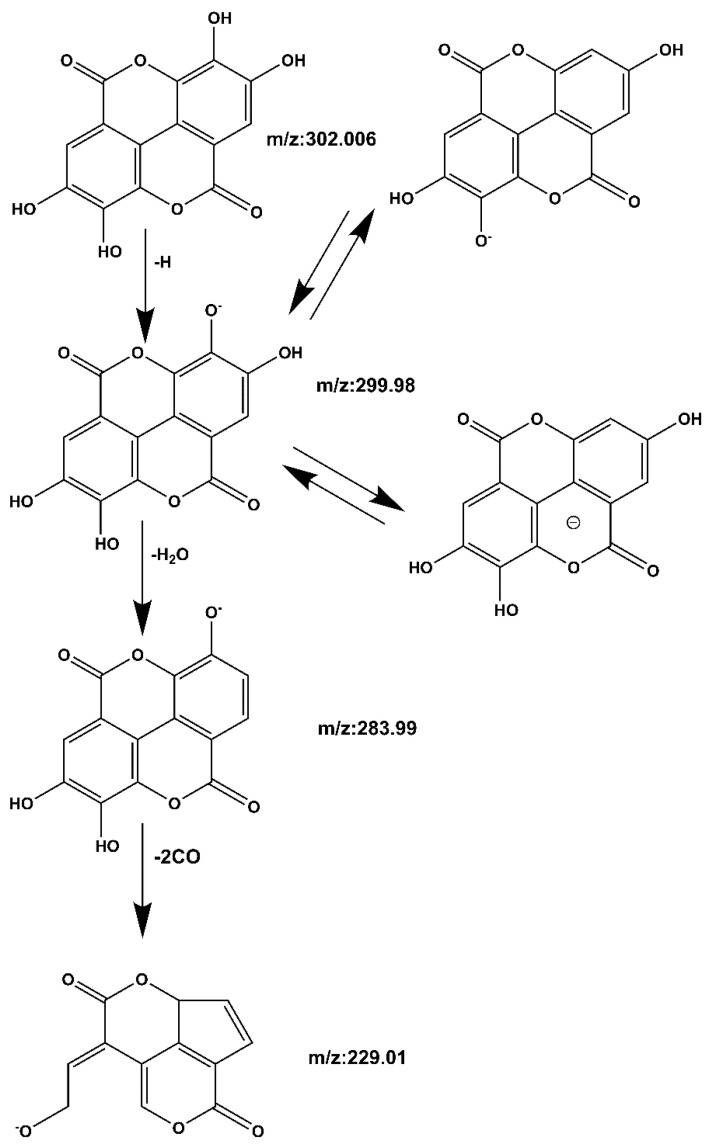 OH
O O OH
m/z:302.006
HO O O
HO
O O OH
HO O O
O-
-H
O-
O O OH
m/z:299.98
HO O O
HO
O O OH
⊖
HO O O
HO
-H₂O
O-
O O
m/z:283.99
HO O O
HO
-2CO
O O
m/z:229.01
-O O O